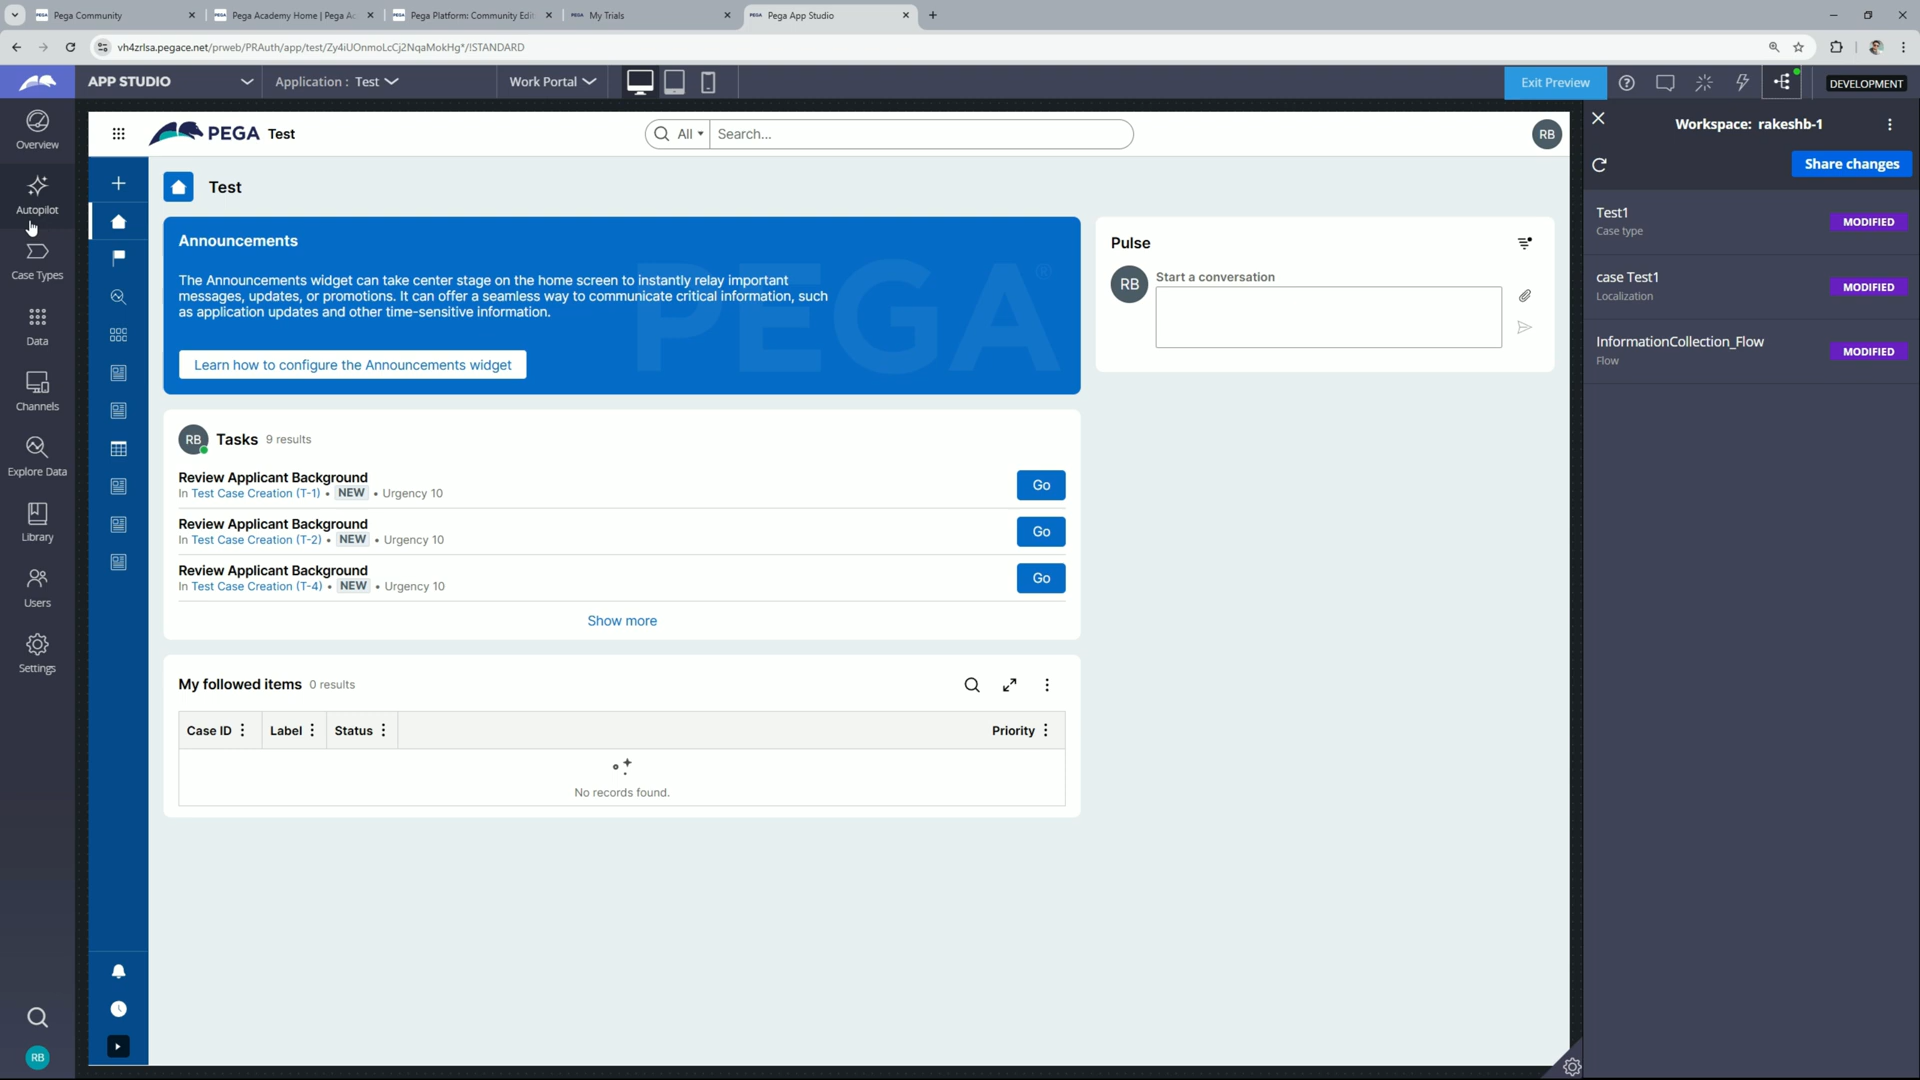 Pega Community
Pega Academy Home | Pega Ac
Pega Platform: Community Edit
My Trials
Pega App Studio
vh4zrlsa.pegace.net/prweb/PRAuth/app/test/Zy4iUOnmoLcCj2NqaMokHg*/!STANDARD
APP STUDIO
Application : Test
Work Portal
Exit Preview
DEVELOPMENT
Overview
Autopilot
Case Types
Data
Channels
Explore Data
Library
Users
Settings
RB
PEGA Test
All
Search...
RB
Test
Announcements
The Announcements widget can take center stage on the home screen to instantly relay important
messages, updates, or promotions. It can offer a seamless way to communicate critical information, such
as application updates and other time-sensitive information.
PEGA®
Learn how to configure the Announcements widget
Pulse
RB
Start a conversation
RB Tasks 9 results
Review Applicant Background
In Test Case Creation (T-1) • NEW • Urgency 10
Go
Review Applicant Background
In Test Case Creation (T-2) • NEW • Urgency 10
Go
Review Applicant Background
In Test Case Creation (T-4) • NEW • Urgency 10
Go
Show more
My followed items 0 results
Case ID Label Status Priority
No records found.
Workspace: rakeshb-1
Share changes
Test1
Case type
MODIFIED
case Test1
Localization
MODIFIED
InformationCollection_Flow
Flow
MODIFIED